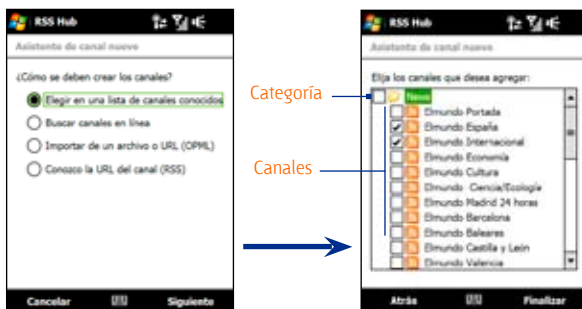 RSS Hub
Asistente de canal nuevo
¿Cómo se deben crear los canales?
Elegir en una lista de canales conocidos
Buscar canales en línea
Importar de un archivo o URL (OPML)
Conozco la URL del canal (RSS)
Cancelar
Siguiente
Categoría
Canales
RSS Hub
Asistente de canal nuevo
Elija los canales que desea agregar:
News
Elmundo Portada
Elmundo España
Elmundo Internacional
Elmundo Economía
Elmundo Cultura
Elmundo Ciencia/Ecología
Elmundo Madrid 24 horas
Elmundo Barcelona
Elmundo Baleares
Elmundo Castilla y León
Elmundo Valencia
Atrás
Finalizar